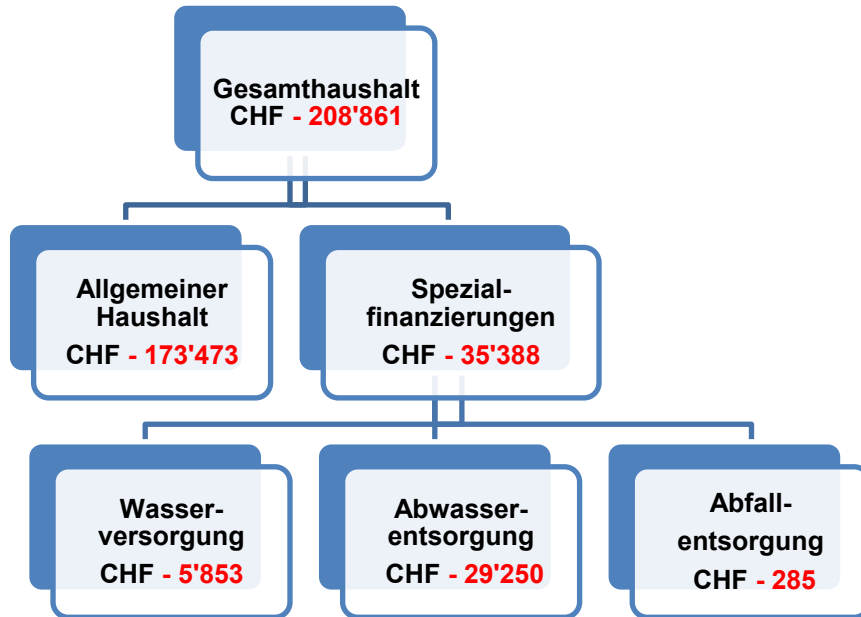 Gesamthaushalt
CHF - 208'861
Allgemeiner
Haushalt
CHF - 173'473
Spezial-
finanzierungen
CHF - 35'388
Wasser-
versorgung
CHF - 5'853
Abwasser-
entsorgung
CHF - 29'250
Abfall-
entsorgung
CHF - 285